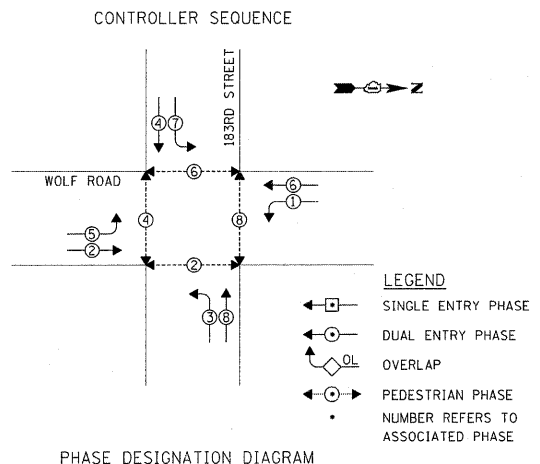 CONTROLLER SEQUENCE
183RD STREET
N
4 7
WOLF ROAD
6
6
1
5
4
8
2
2
3 8
LEGEND
SINGLE ENTRY PHASE
DUAL ENTRY PHASE
OL OVERLAP
PEDESTRIAN PHASE
NUMBER REFERS TO
ASSOCIATED PHASE
PHASE DESIGNATION DIAGRAM